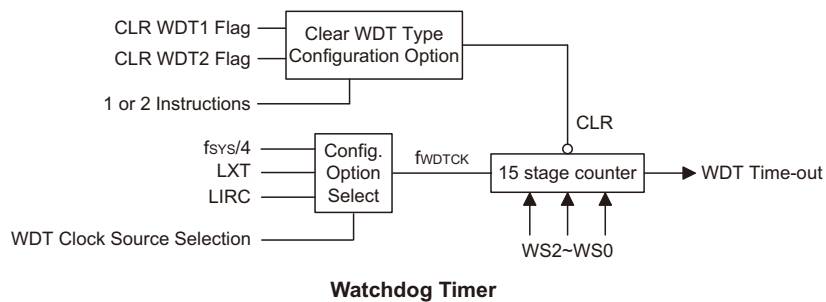 CLR WDT1 Flag
CLR WDT2 Flag
1 or 2 Instructions
Clear WDT Type
Configuration Option
CLR
fSYS/4
LXT
LIRC
WDT Clock Source Selection
Config.
Option
Select
fWDTCK
15 stage counter
WDT Time-out
WS2~WS0
Watchdog Timer